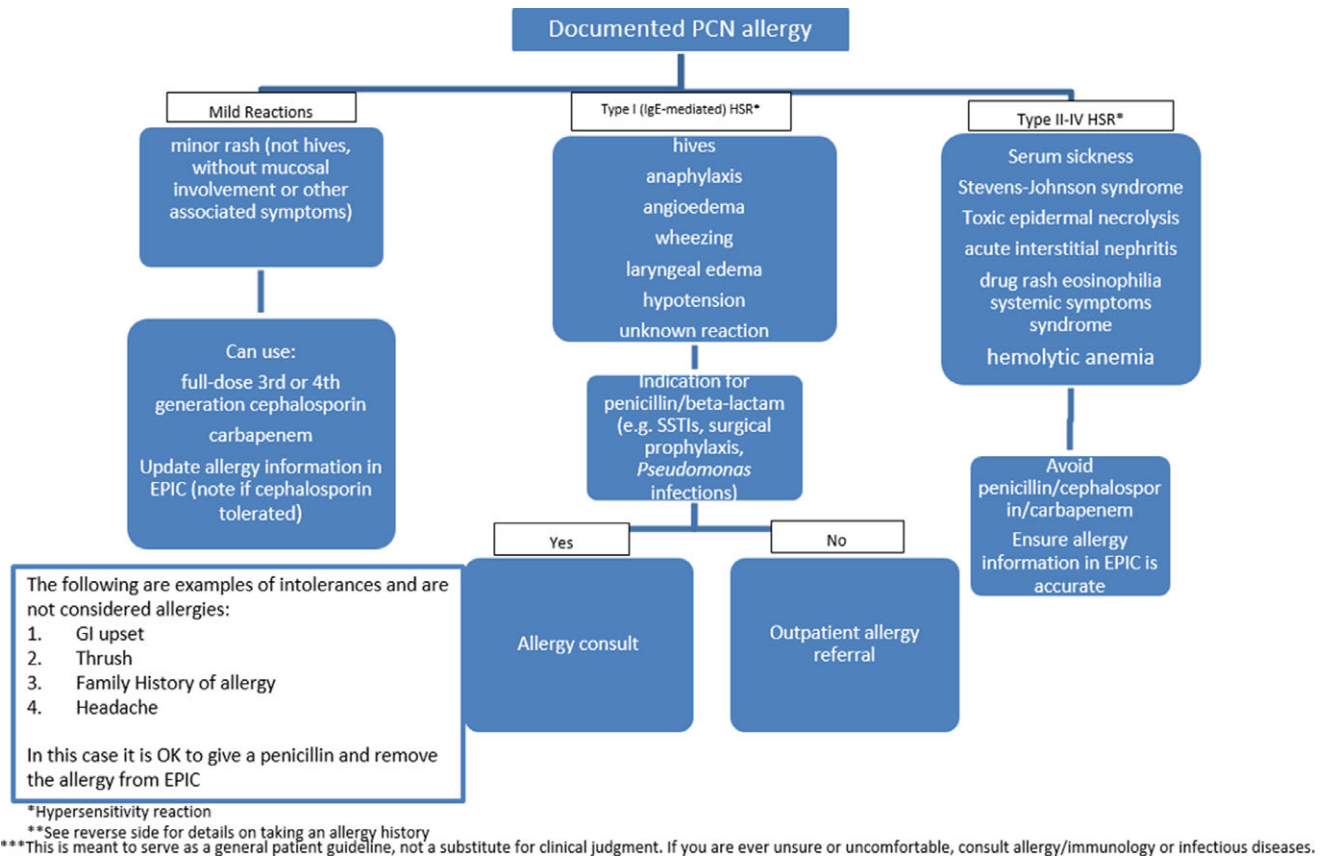 Documented PCN allergy
Mild Reactions
minor rash (not hives,
without mucosal
involvement or other
associated symptoms)
Can use:
full-dose 3rd or 4th
generation cephalosporin
carbapenem
Update allergy information in
EPIC (note if cephalosporin
tolerated)
The following are examples of intolerances and are
not considered allergies:
1. GI upset
2. Thrush
3. Family History of allergy
4. Headache
In this case it is OK to give a penicillin and remove
the allergy from EPIC
Type I (IgE-mediated) HSR*
hives
anaphylaxis
angioedema
wheezing
laryngeal edema
hypotension
unknown reaction
Indication for
penicillin/beta-lactam
(e.g. SSTIs, surgical
prophylaxis,
Pseudomonas
infections)
Yes
Allergy consult
No
Outpatient allergy
referral
Type II-IV HSR*
Serum sickness
Stevens-Johnson syndrome
Toxic epidermal necrolysis
acute interstitial nephritis
drug rash eosinophilia
systemic symptoms
syndrome
hemolytic anemia
Avoid
penicillin/cephalospor
in/carbapenem
Ensure allergy
information in EPIC is
accurate
*Hypersensitivity reaction
**See reverse side for details on taking an allergy history
***This is meant to serve as a general patient guideline, not a substitute for clinical judgment. If you are ever unsure or uncomfortable, consult allergy/immunology or infectious diseases.